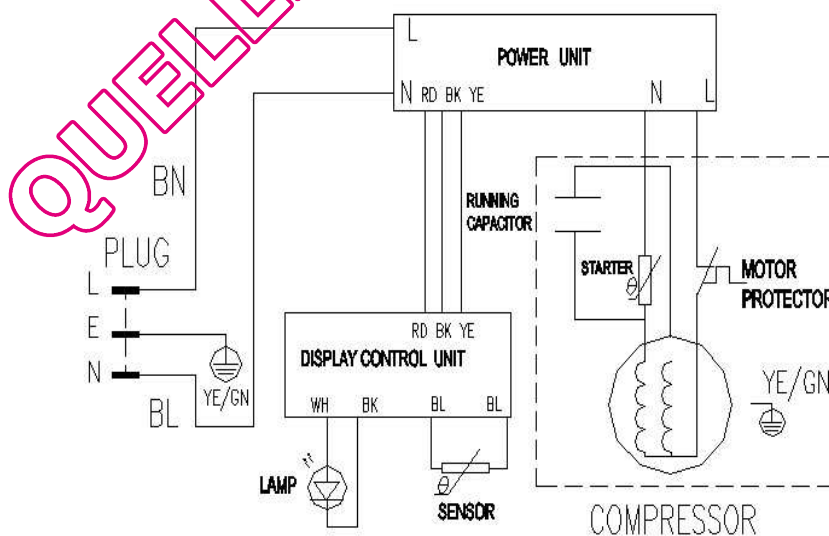 QUELL
L
POWER UNIT
N RD BK YE N L
BN
RUNNING
CAPACITOR
PLUG
L
STARTER
θ
MOTOR
PROTECTOR
E
RD BK YE
DISPLAY CONTROL UNIT
N
YE/GN
BL
WH BK BL BL
YE/GN
LAMP
θ
SENSOR
COMPRESSOR